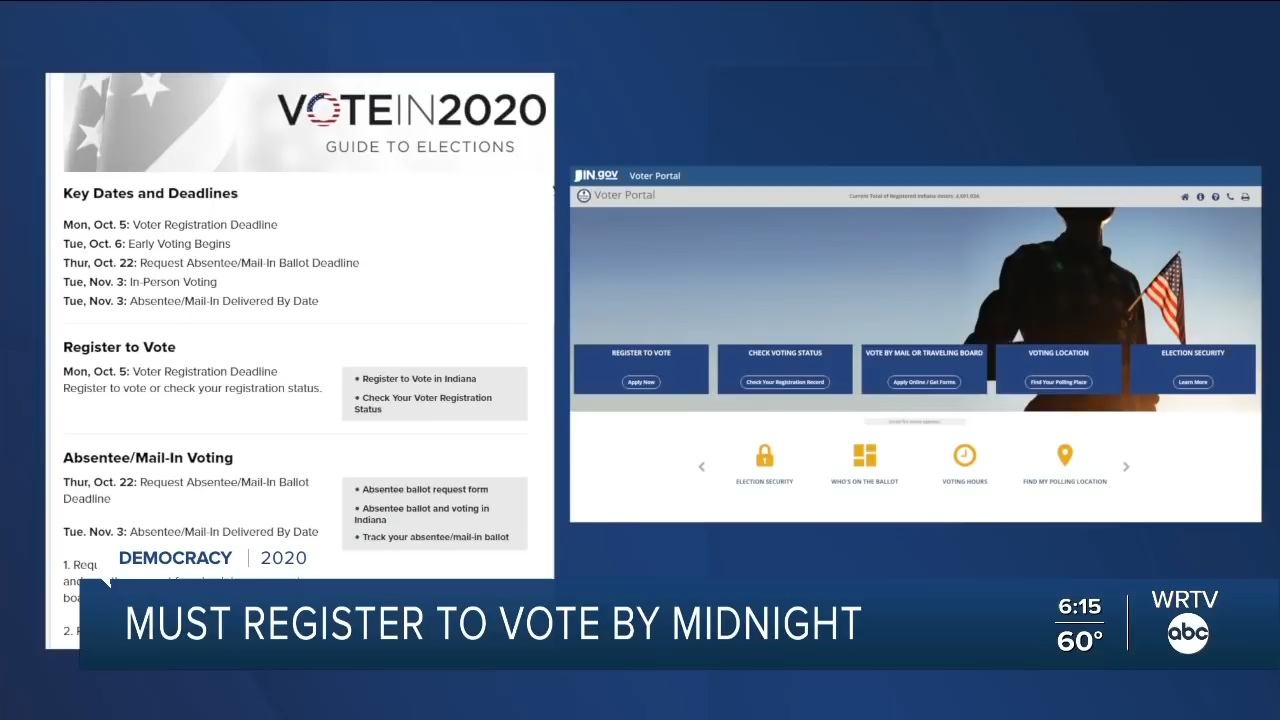 VOTEIN2020
GUIDE TO ELECTIONS
Key Dates and Deadlines
Mon, Oct. 5: Voter Registration Deadline
Tue, Oct. 6: Early Voting Begins
Thur, Oct. 22: Request Absentee/Mail-In Ballot Deadline
Tue, Nov. 3: In-Person Voting
Tue, Nov. 3: Absentee/Mail-In Delivered By Date
Register to Vote
Mon, Oct. 5: Voter Registration Deadline
Register to vote or check your registration status.
• Register to Vote in Indiana
• Check Your Voter Registration
Status
Absentee/Mail-In Voting
Thur, Oct. 22: Request Absentee/Mail-In Ballot
Deadline
Tue. Nov. 3: Absentee/Mail-In Delivered By Date
• Absentee ballot request form
• Absentee ballot and voting in
Indiana
• Track your absentee/mail-in ballot
1.
2.
IN.gov Voter Portal
Voter Portal
Current Total of Registered Indiana Voters:
REGISTER TO VOTE
Apply Now
CHECK VOTING STATUS
Check Your Registration Record
VOTE BY MAIL OR TRAVELING BOARD
Apply Online / Get Forms
VOTING LOCATION
Find Your Polling Place
ELECTION SECURITY
Learn More
ELECTION SECURITY
WHO'S ON THE BALLOT
VOTING HOURS
FIND MY POLLING LOCATION
DEMOCRACY | 2020
MUST REGISTER TO VOTE BY MIDNIGHT
6:15
60°
WRTV
abc